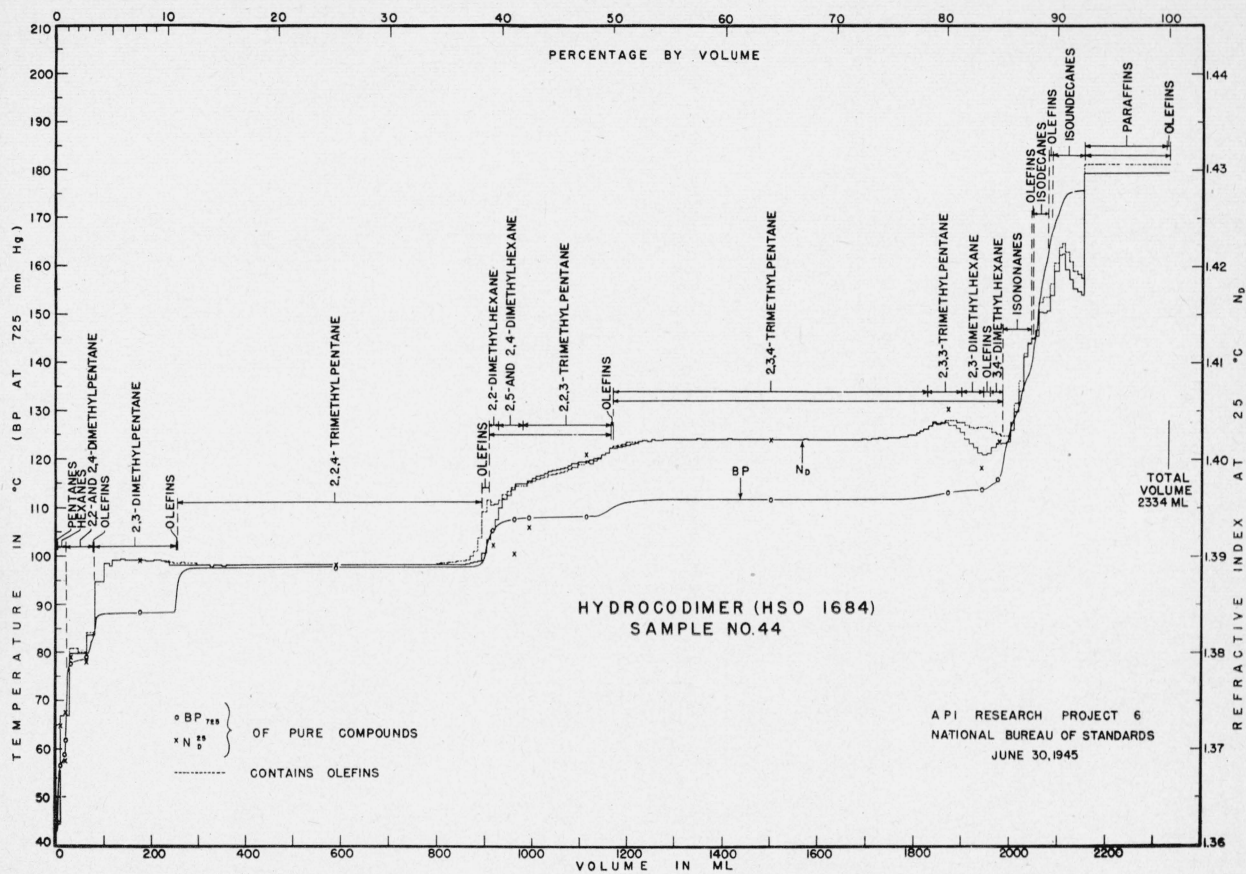 0 10 20 30 40 50 60 70 80 90 100
PERCENTAGE BY VOLUME
210
200
190
180
170
160
150
140
130
120
110
100
90
80
70
60
50
40
TEMPERATURE IN °C (BP AT 725 mm Hg)
1.44
1.43
1.42
1.41
1.40
1.39
1.38
1.37
1.36
REFRACTIVE INDEX AT 25 °C N_D
PENTANES
HEXANES
2,2-AND 2,4-DIMETHYLPENTANE
OLEFINS
2,3-DIMETHYLPENTANE
OLEFINS
2,2,4-TRIMETHYLPENTANE
OLEFINS
2,2-DIMETHYLHEXANE
2,5-AND 2,4-DIMETHYLHEXANE
2,2,3-TRIMETHYLPENTANE
OLEFINS
2,3,4-TRIMETHYLPENTANE
2,3,3-TRIMETHYLPENTANE
2,3-DIMETHYLHEXANE
OLEFINS
3,4-DIMETHYLHEXANE
ISONONANES
OLEFINS
ISODECANES
OLEFINS
ISOUNDECANES
PARAFFINS
OLEFINS
BP
N_D
TOTAL
VOLUME
2334 ML
HYDROCODIMER (HSO 1684)
SAMPLE NO.44
o BP 725
x N 25 D
OF PURE COMPOUNDS
CONTAINS OLEFINS
API RESEARCH PROJECT 6
NATIONAL BUREAU OF STANDARDS
JUNE 30,1945
0 200 400 600 800 1000 1200 1400 1600 1800 2000 2200
VOLUME IN ML